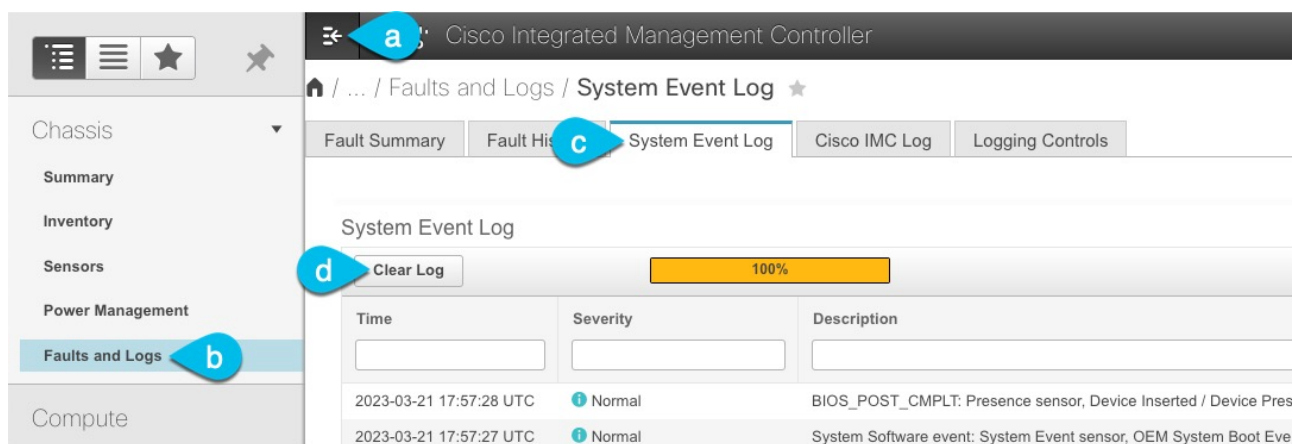 a
Cisco Integrated Management Controller
/ ... / Faults and Logs / System Event Log
Chassis
Summary
Inventory
Sensors
Power Management
Faults and Logs
b
Compute
Fault Summary
Fault His
c
System Event Log
Cisco IMC Log
Logging Controls
System Event Log
d
Clear Log
100%
Time Severity Description
2023-03-21 17:57:28 UTC Normal BIOS_POST_CMPLT: Presence sensor, Device Inserted / Device Pres
2023-03-21 17:57:27 UTC Normal System Software event: System Event sensor, OEM System Boot Eve